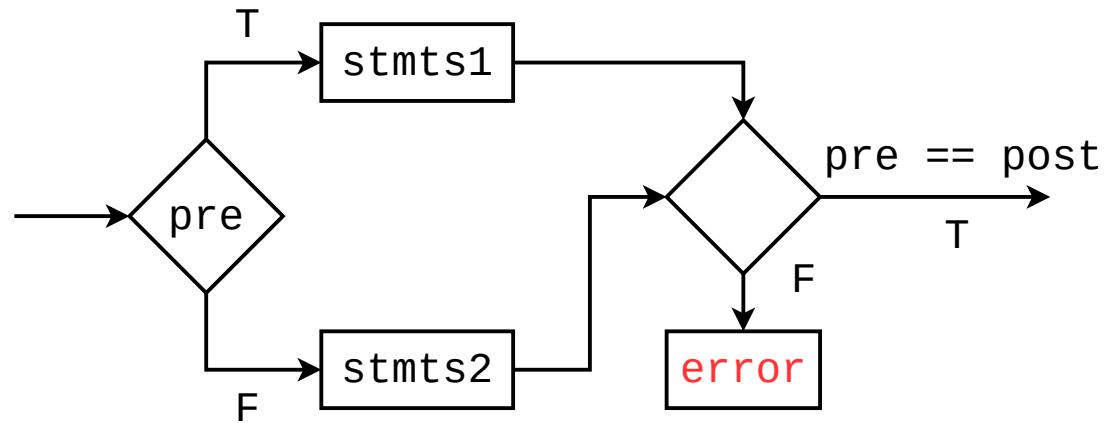 T
stmts1
pre == post
pre
T
F
stmts2
error
F